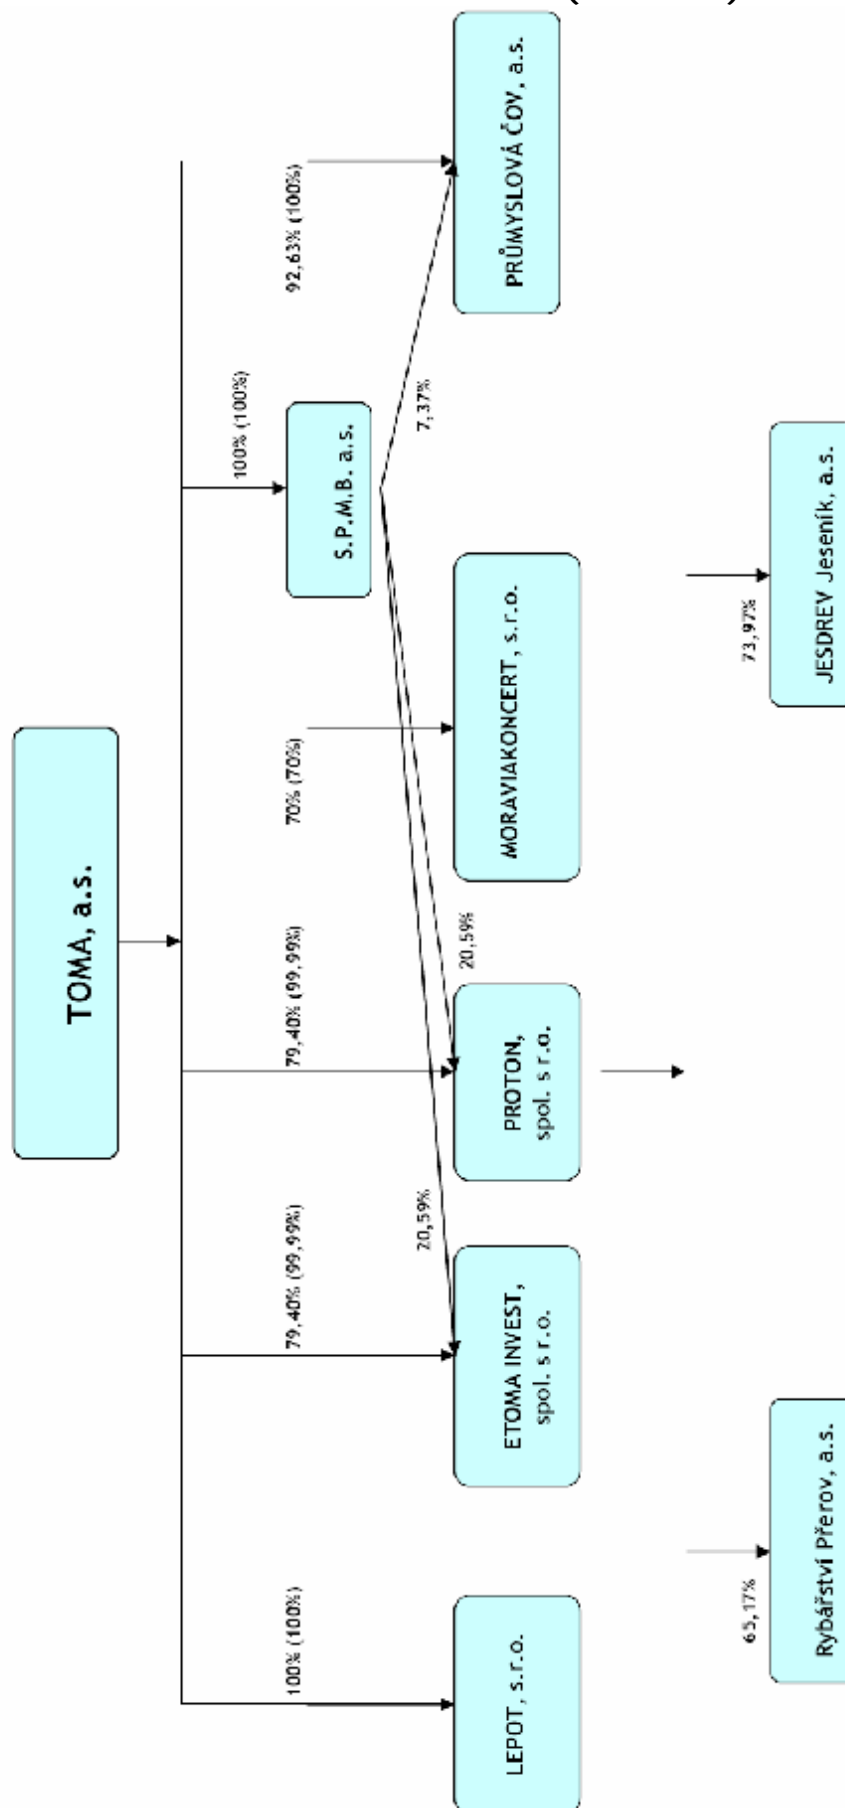 TOMA, a.s.
100% (100%)
79,40% (99,99%)
79,40% (99,99%)
70% (70%)
100% (100%)
92,63% (100%)
S.P.M.B. a.s.
20,59%
20,59%
7,37%
LEPOT, s.r.o.
ETOMA INVEST,
spol. s r.o.
PROTON,
spol. s r.o.
MORAVIAKONCERT, s.r.o.
PRŮMYSLOVÁ ČOV, a.s.
65,17%
73,97%
Rybářství Přerov, a.s.
JESDREV Jeseník, a.s.